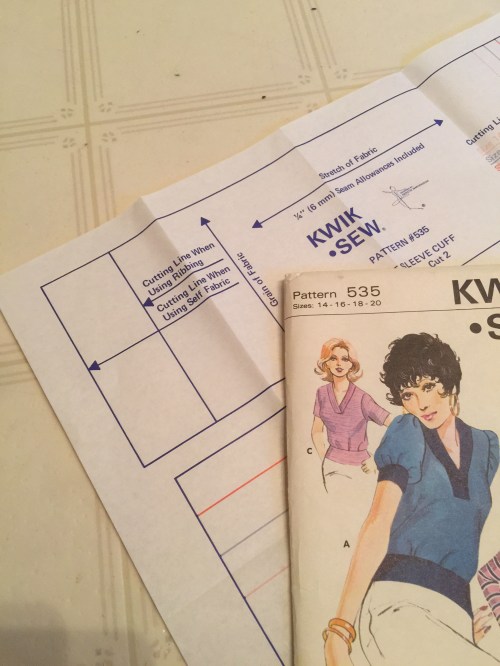 Cutting Line
Stretch of Fabric
¼" (6 mm) Seam Allowances Included
KWIK
•SEW®
PATTERN #535
SLEEVE CUFF
Cut 2
Grain of Fabric
Cutting Line When
Using Ribbing
Cutting Line When
Using Self Fabric
Pattern 535
Sizes: 14-16-18-20
KW
•S
C
A